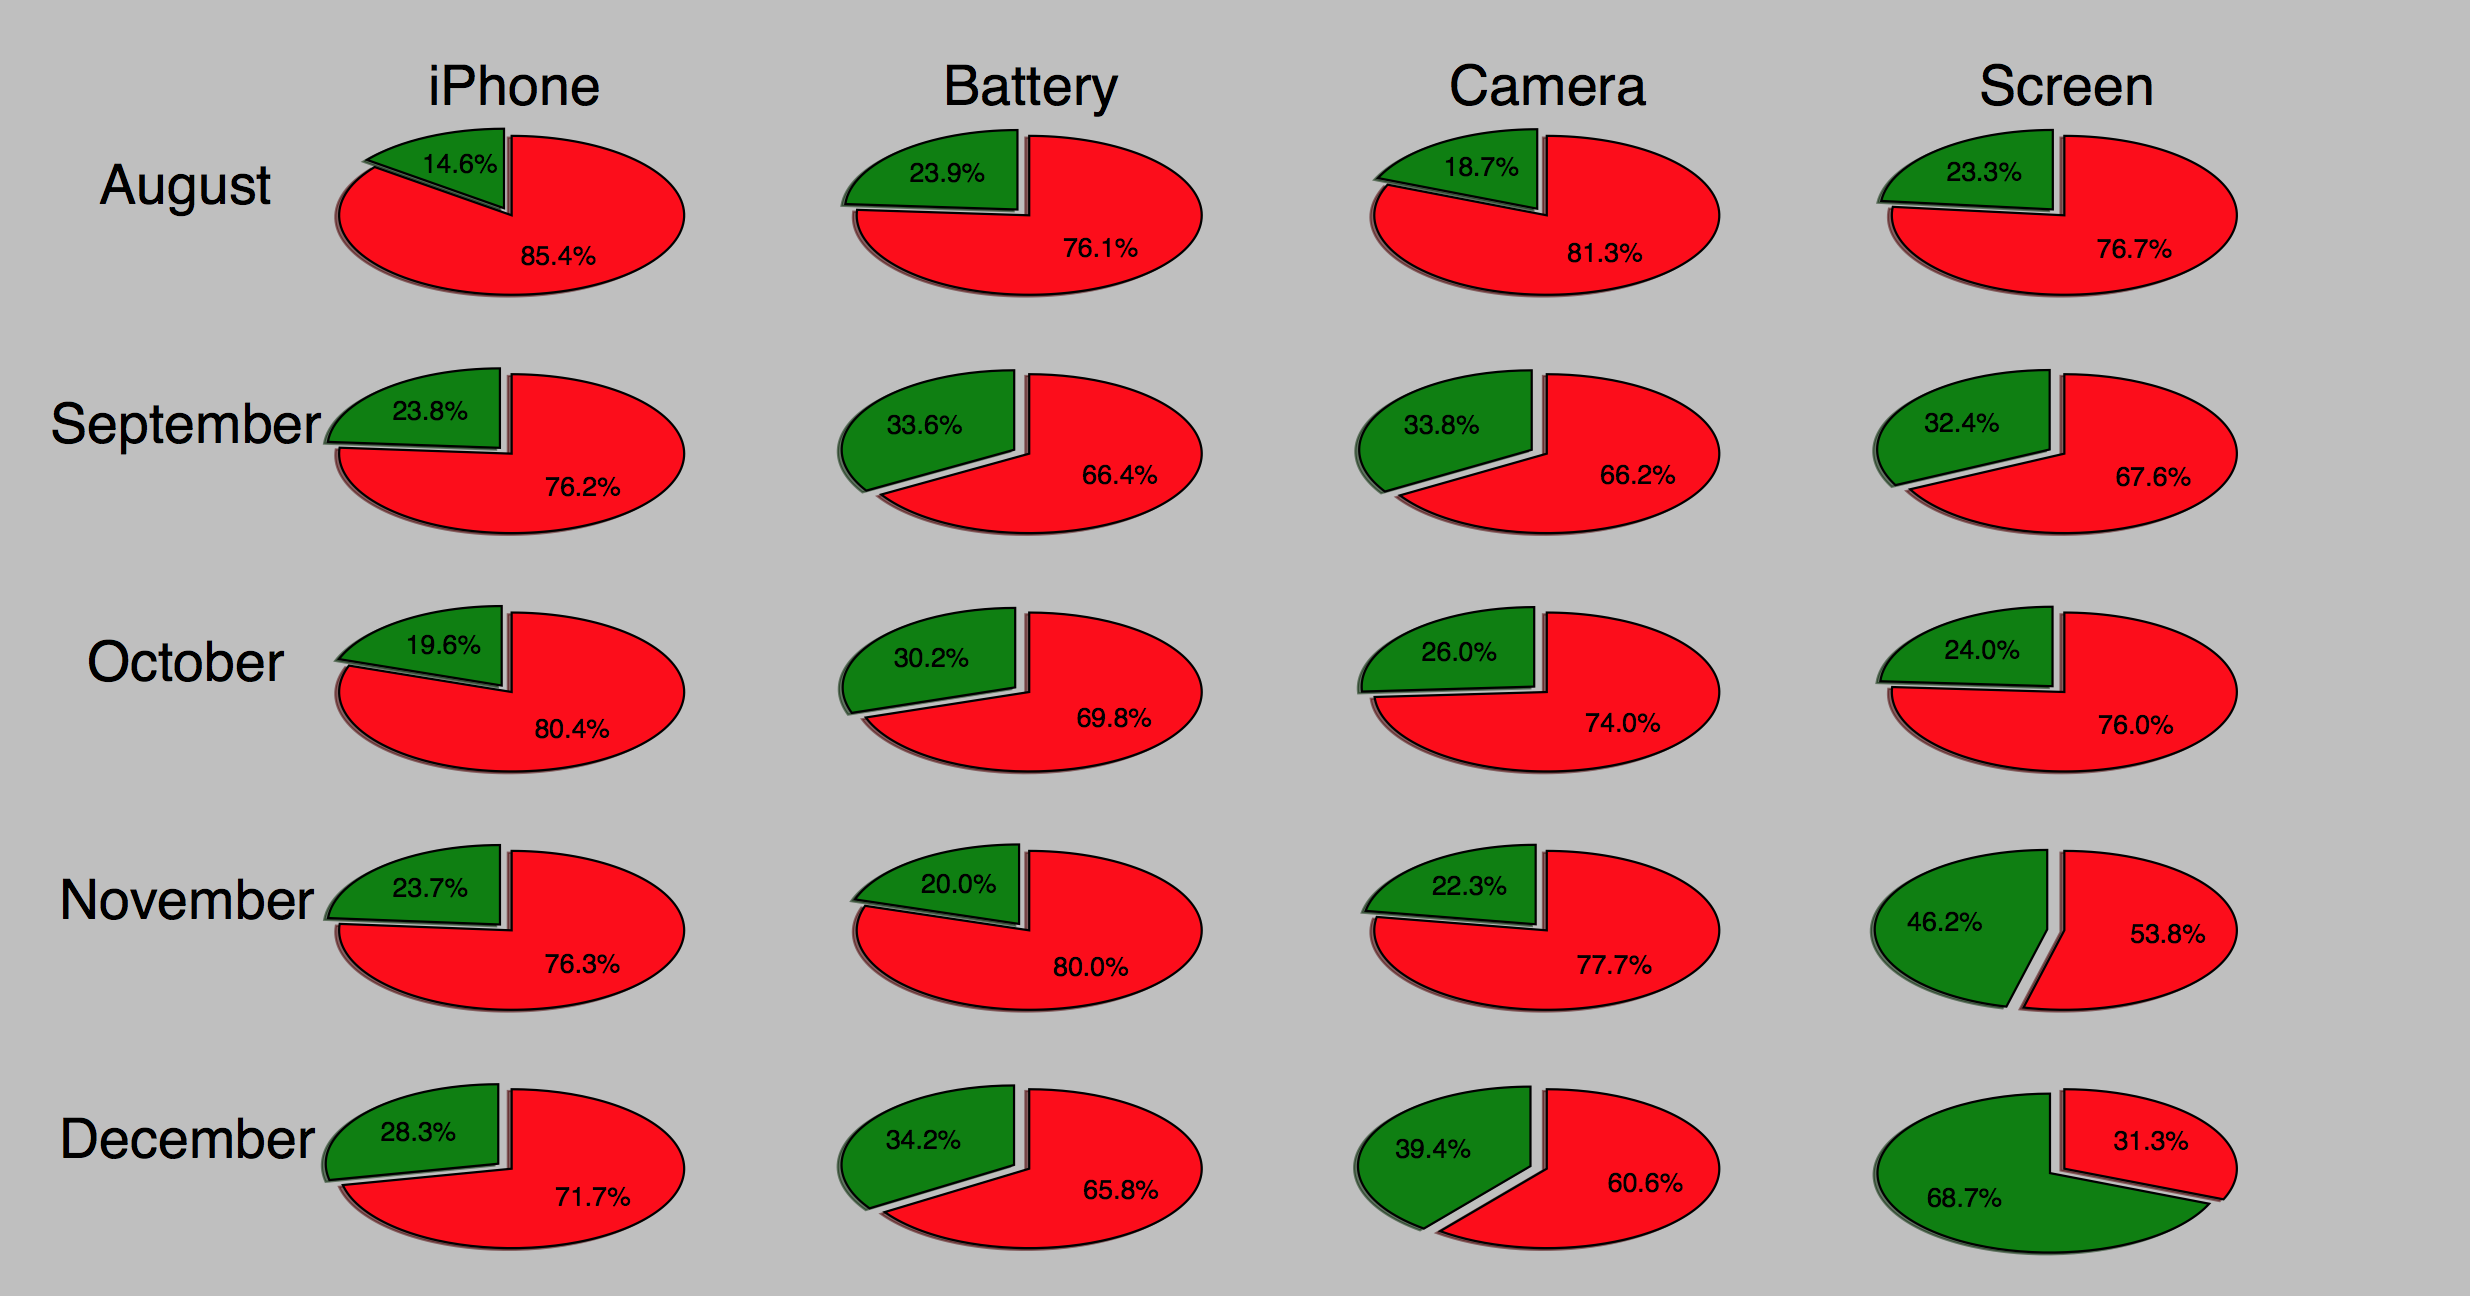 iPhone Battery Camera Screen
August
14.6% 23.9% 18.7% 23.3%
85.4% 76.1% 81.3% 76.7%
September
23.8% 33.6% 33.8% 32.4%
76.2% 66.4% 66.2% 67.6%
October
19.6% 30.2% 26.0% 24.0%
80.4% 69.8% 74.0% 76.0%
November
23.7% 20.0% 22.3% 46.2% 53.8%
76.3% 80.0% 77.7%
December
28.3% 34.2% 39.4% 31.3%
71.7% 65.8% 60.6% 68.7%